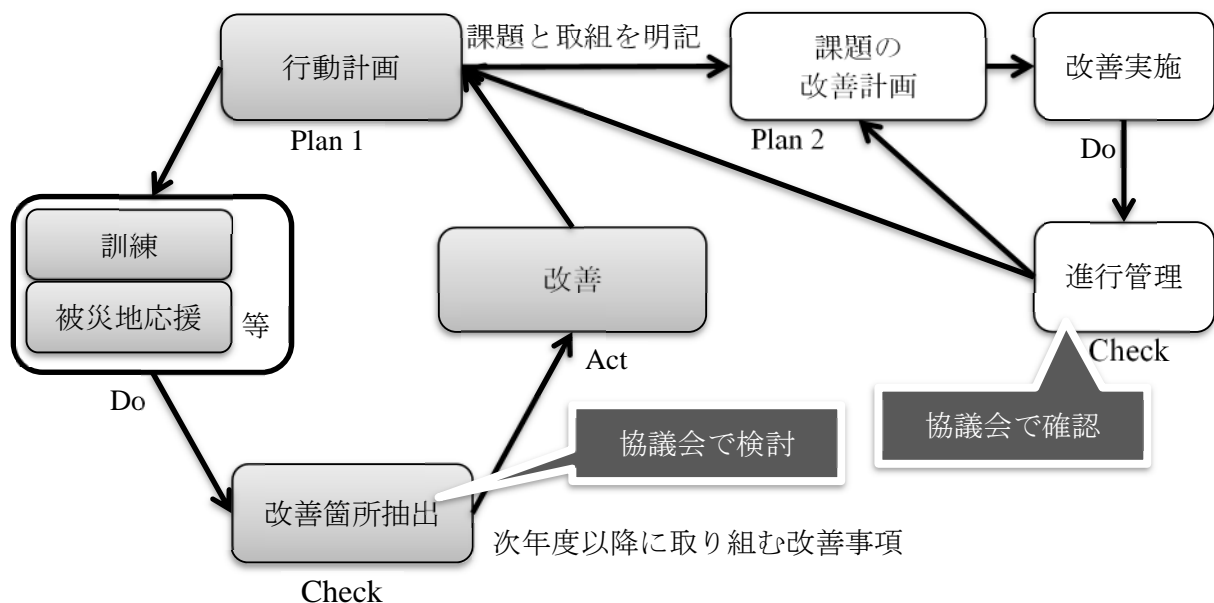 課題と取組を明記
行動計画
Plan 1
課題の
改善計画
Plan 2
改善実施
Do
訓練
被災地応援
等
Do
改善
Act
進行管理
Check
協議会で確認
協議会で検討
改善箇所抽出
Check
次年度以降に取り組む改善事項